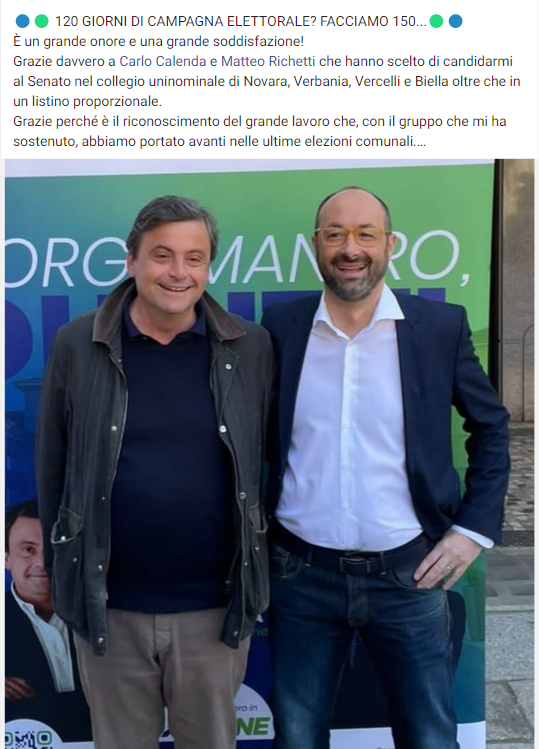 120 GIORNI DI CAMPAGNA ELETTORALE? FACCIAMO 150...
È un grande onore e una grande soddisfazione!
Grazie davvero a Carlo Calenda e Matteo Richetti che hanno scelto di candidarmi
al Senato nel collegio uninominale di Novara, Verbania, Vercelli e Biella oltre che in
un listino proporzionale.
Grazie perché è il riconoscimento del grande lavoro che, con il gruppo che mi ha
sostenuto, abbiamo portato avanti nelle ultime elezioni comunali....
ORG MAN RO,